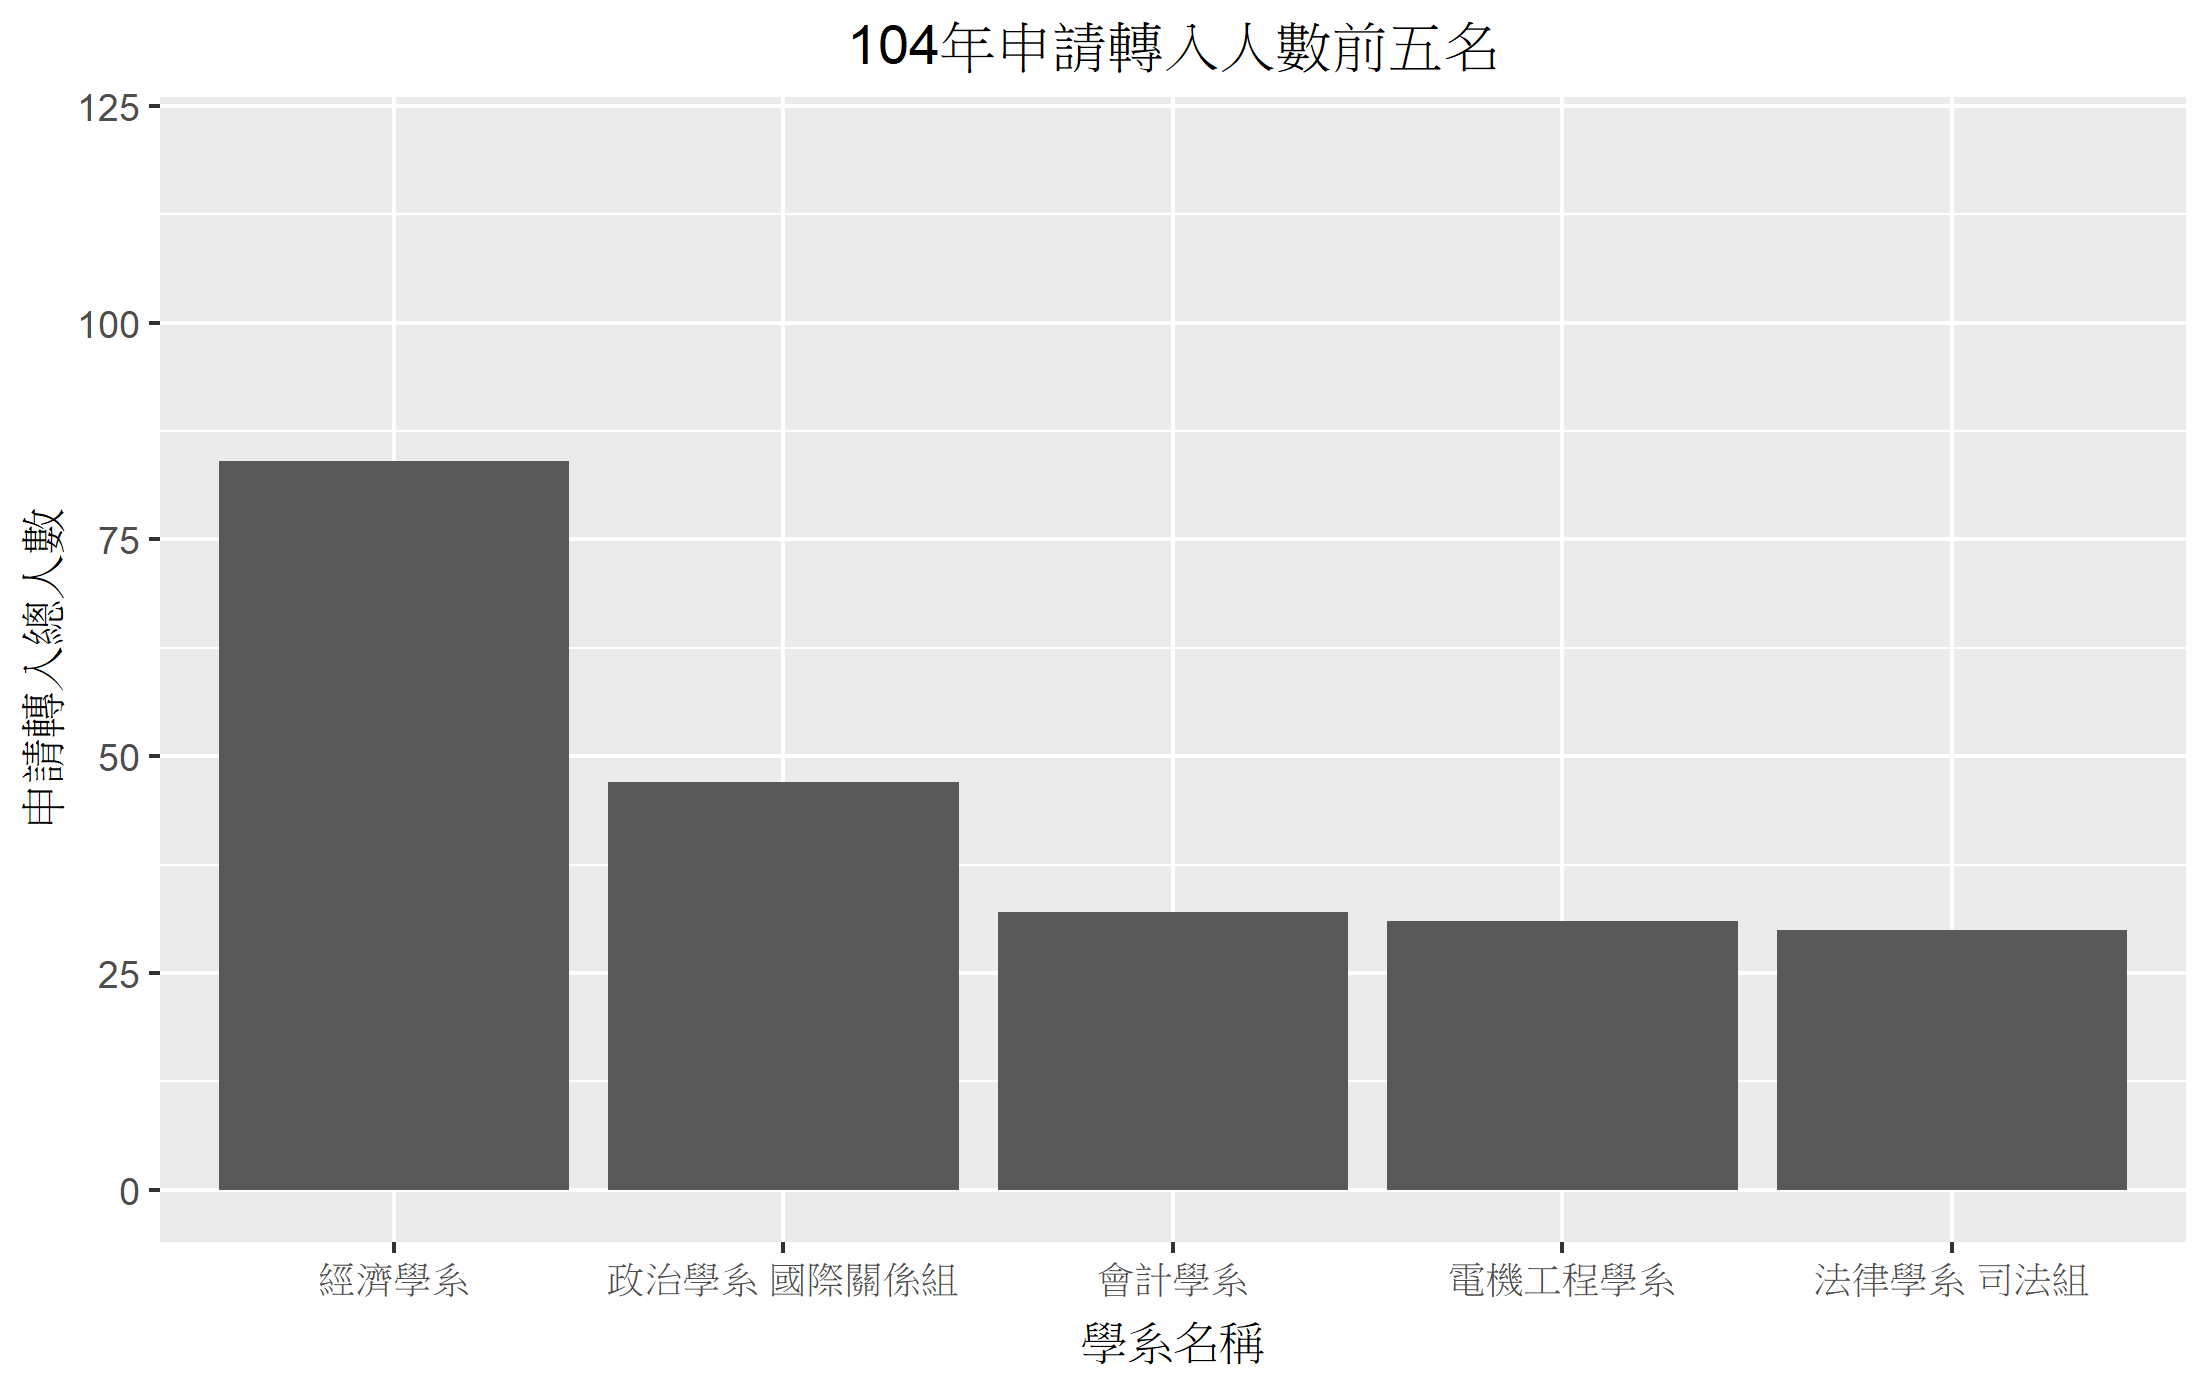 104年申請轉入人數前五名
申請轉入總人數
125
100
75
50
25
0
經濟學系
政治學系 國際關係組
會計學系
電機工程學系
法律學系 司法組
學系名稱